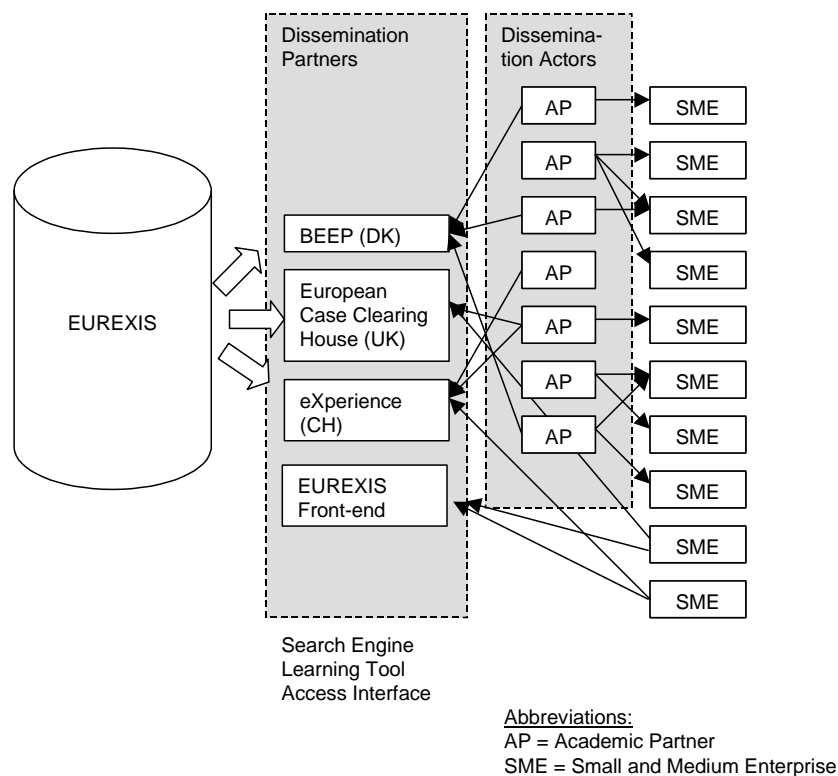 Dissemination
Partners
Dissemina-
tion Actors
EUREXIS
BEEP (DK)
European
Case Clearing
House (UK)
eXperience
(CH)
EUREXIS
Front-end
AP
AP
AP
AP
AP
AP
AP
SME
SME
SME
SME
SME
SME
SME
SME
SME
SME
Search Engine
Learning Tool
Access Interface
Abbreviations:
AP = Academic Partner
SME = Small and Medium Enterprise